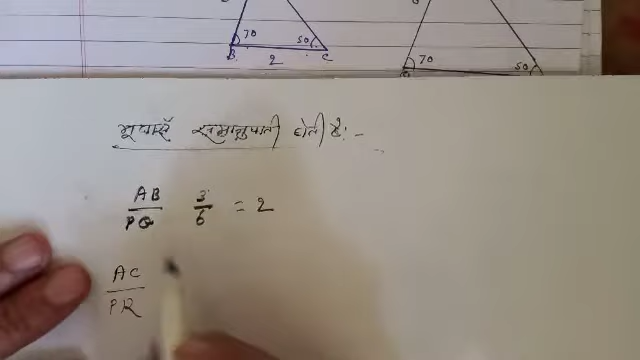 70 50 70 50
B 2 C
भुजाएँ समानुपाती होती हैं:-
AB/PQ 3/6 = 2
AC/PR